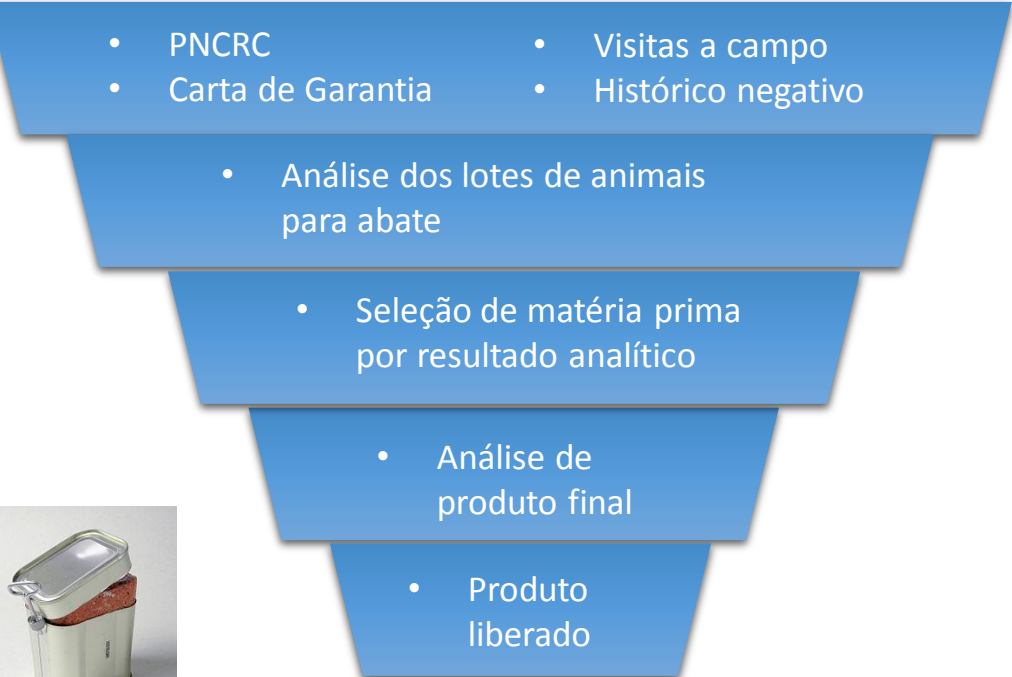 • PNCRC
• Carta de Garantia
• Visitas a campo
• Histórico negativo
• Análise dos lotes de animais
para abate
• Seleção de matéria prima
por resultado analítico
• Análise de
produto final
• Produto
liberado